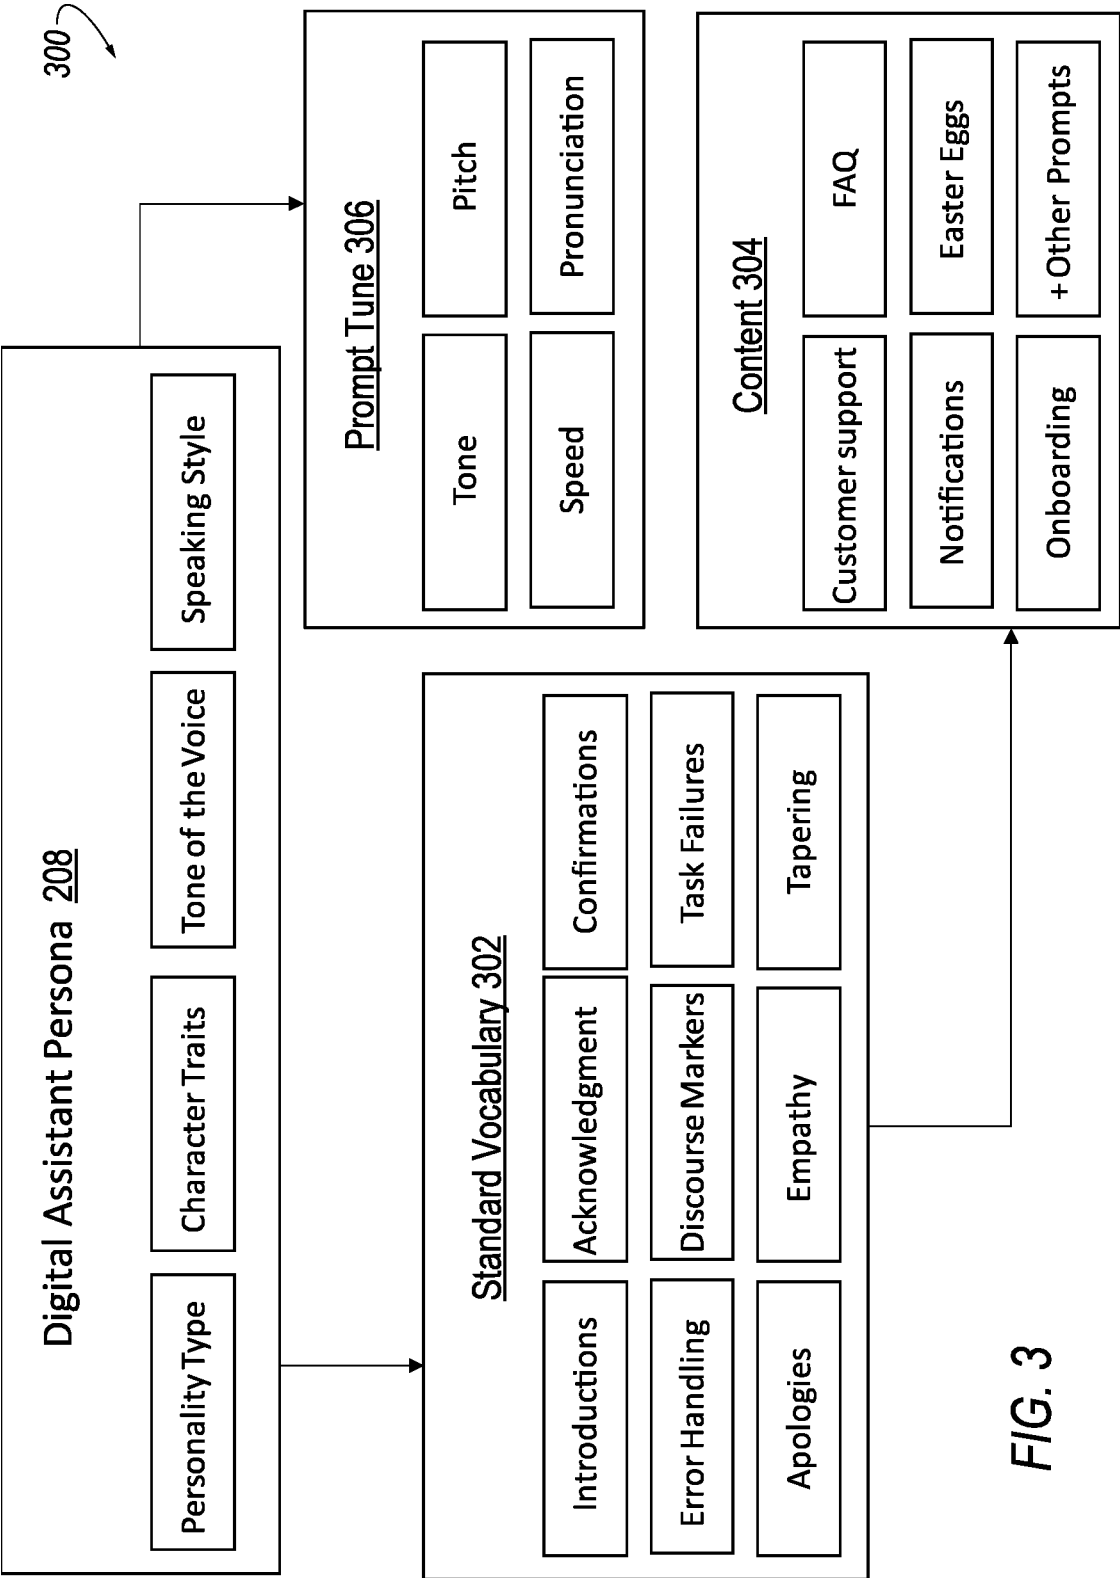 300
Digital Assistant Persona 208
Personality Type
Character Traits
Tone of the Voice
Speaking Style
Standard Vocabulary 302
Introductions
Acknowledgment
Confirmations
Error Handling
Discourse Markers
Task Failures
Apologies
Empathy
Tapering
Prompt Tune 306
Tone
Pitch
Speed
Pronunciation
Content 304
Customer support
FAQ
Notifications
Easter Eggs
Onboarding
+ Other Prompts
FIG. 3